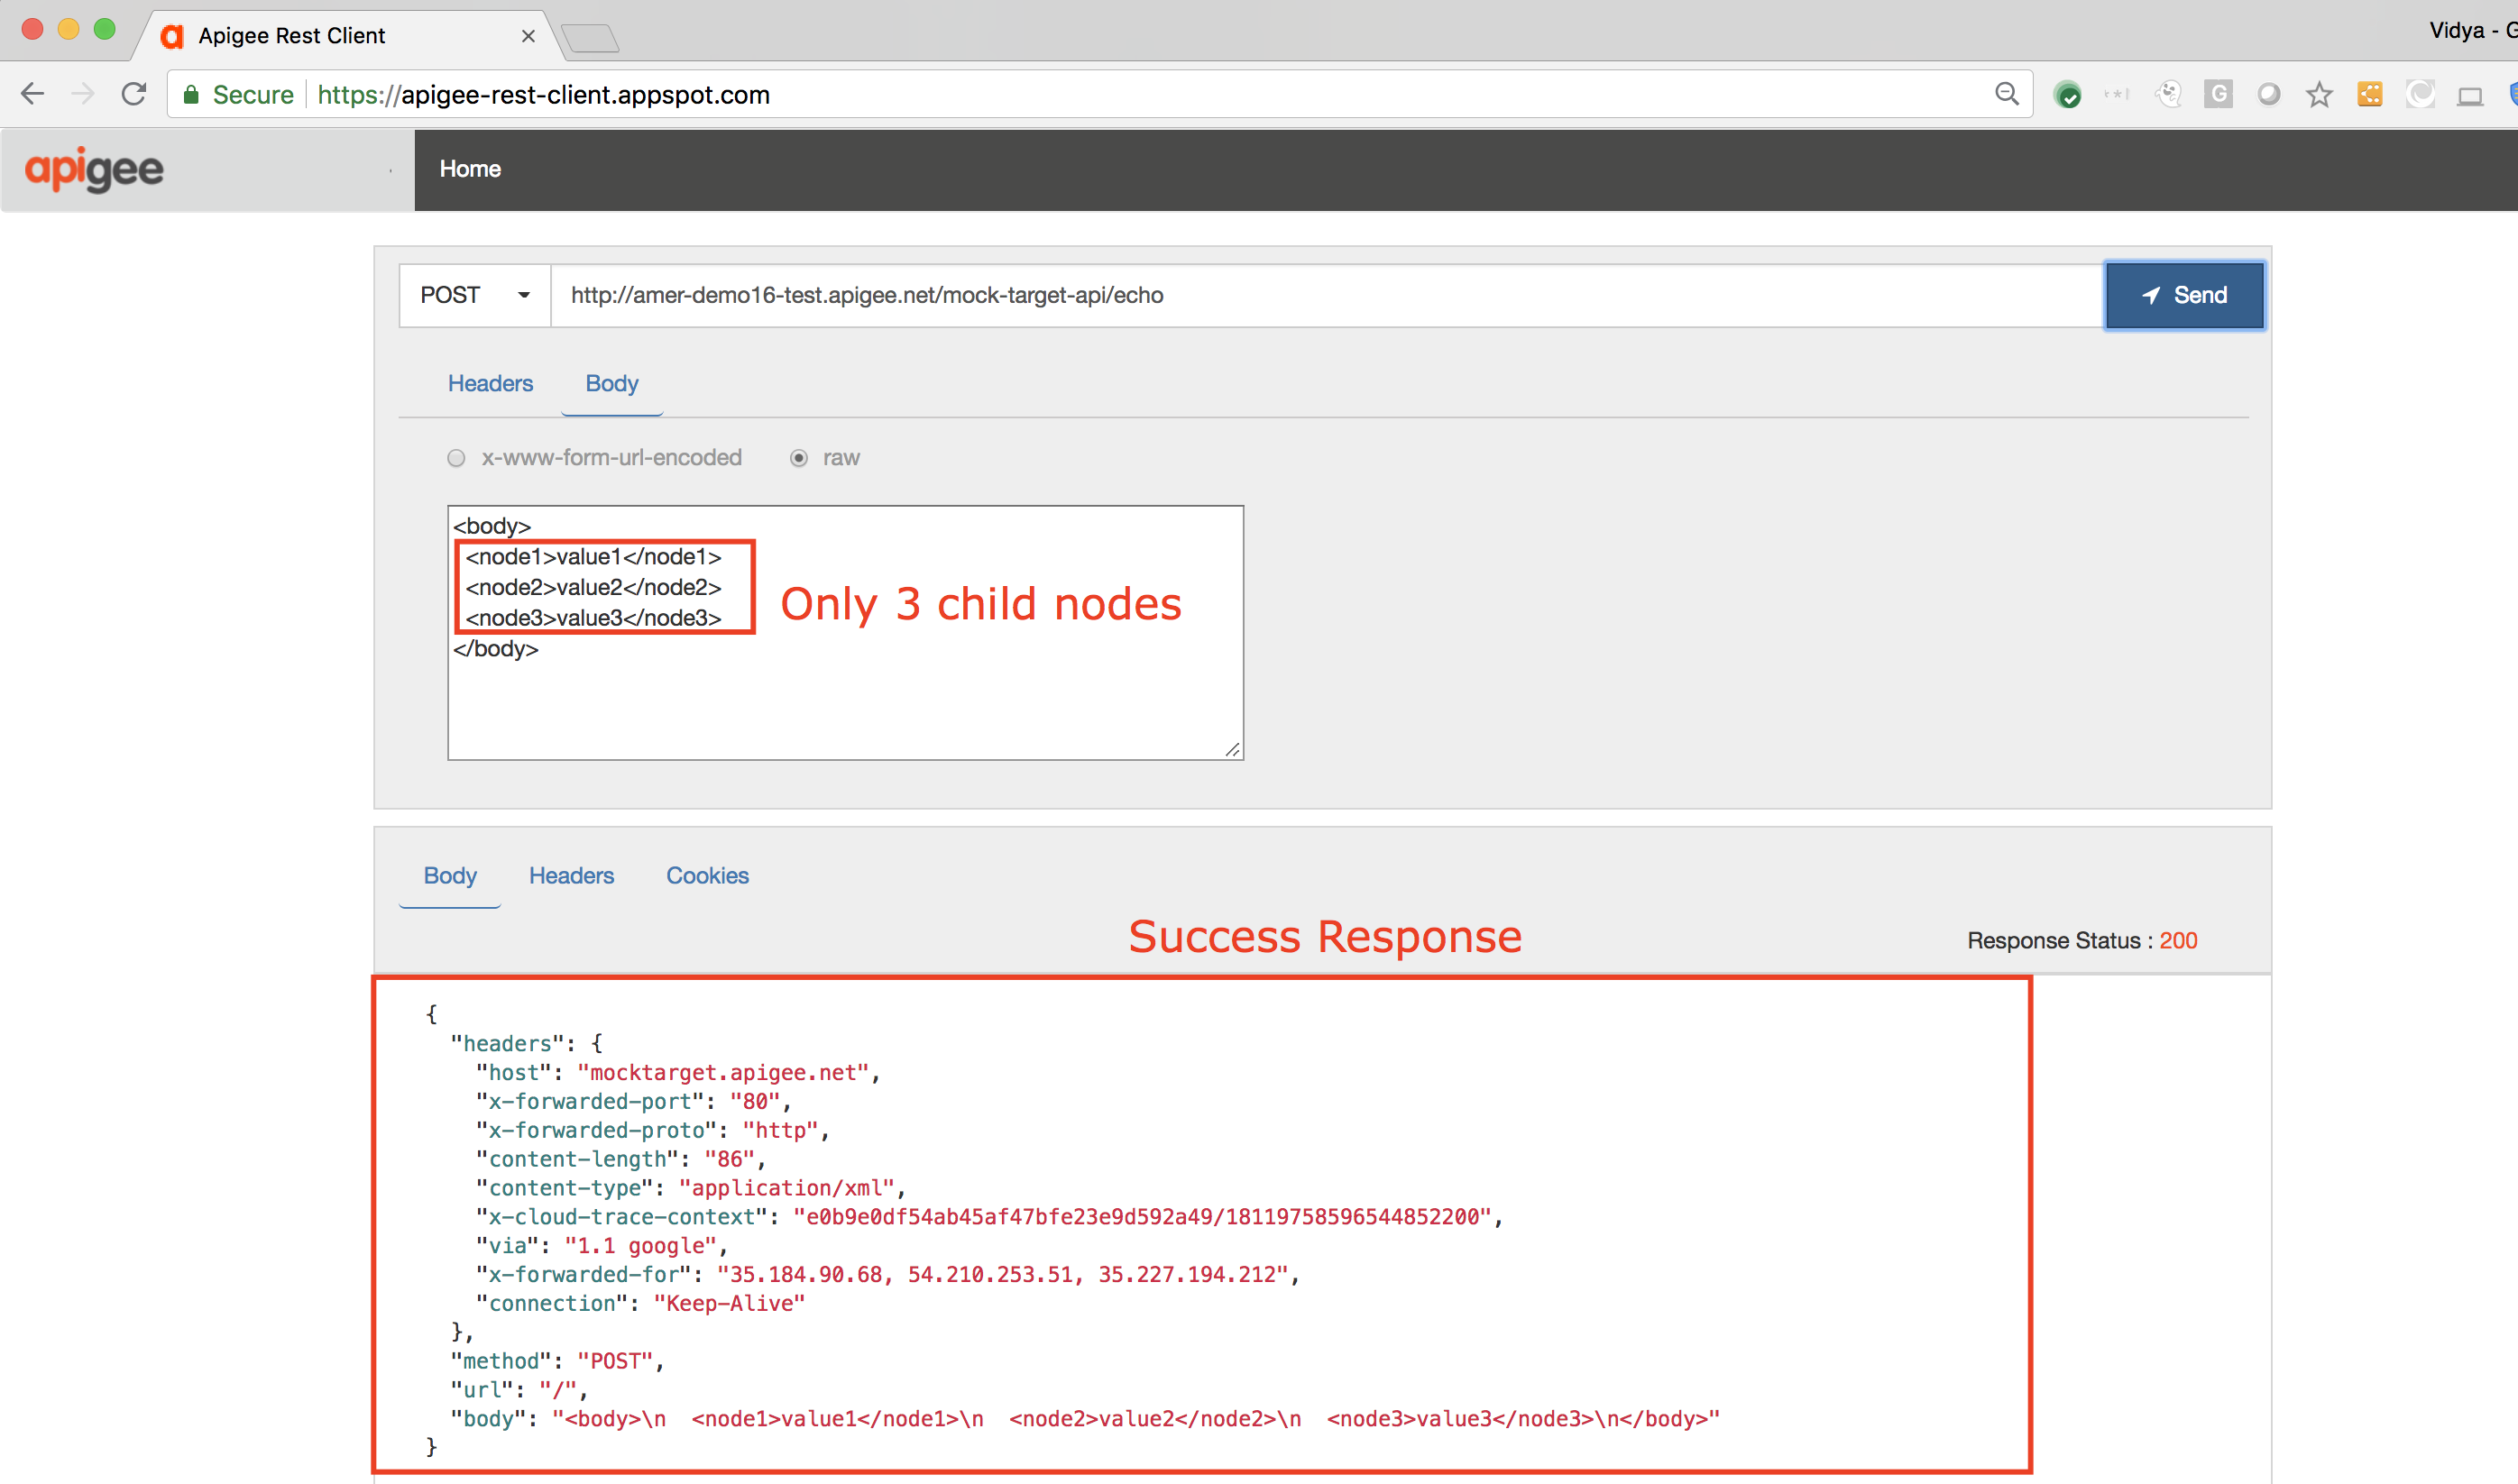 Apigee Rest Client
Vidya - G
Secure
https://apigee-rest-client.appspot.com
apigee
Home
POST
http://amer-demo16-test.apigee.net/mock-target-api/echo
Send
Headers
Body
x-www-form-url-encoded
raw
<body>
<node1>value1</node1>
<node2>value2</node2>
<node3>value3</node3>
</body>
Only 3 child nodes
Body
Headers
Cookies
Success Response
Response Status : 200
{
"headers": {
"host": "mocktarget.apigee.net",
"x-forwarded-port": "80",
"x-forwarded-proto": "http",
"content-length": "86",
"content-type": "application/xml",
"x-cloud-trace-context": "e0b9e0df54ab45af47bfe23e9d592a49/18119758596544852200",
"via": "1.1 google",
"x-forwarded-for": "35.184.90.68, 54.210.253.51, 35.227.194.212",
"connection": "Keep-Alive"
},
"method": "POST",
"url": "/",
"body": "<body>\n  <node1>value1</node1>\n  <node2>value2</node2>\n  <node3>value3</node3>\n</body>"
}